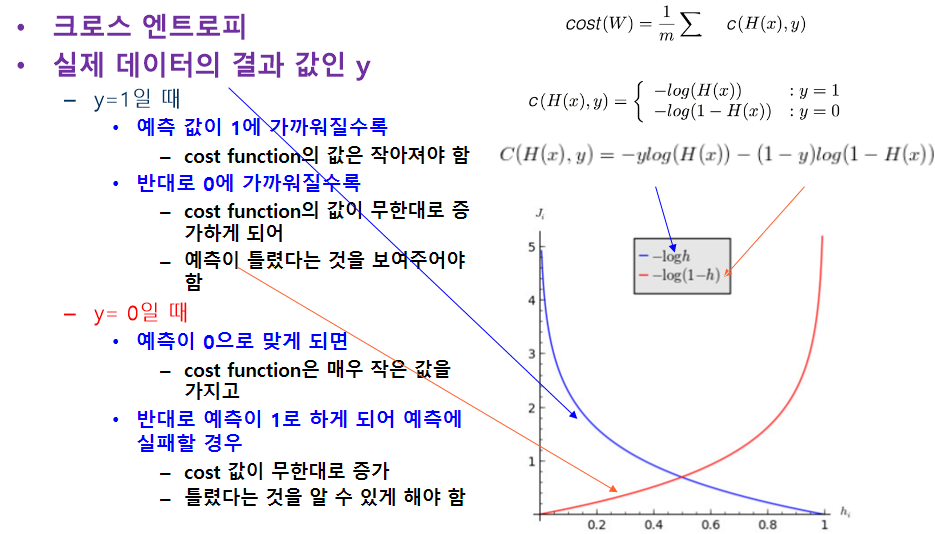 • 크로스 엔트로피
• 실제 데이터의 결과 값인 y
– y=1일 때
• 예측 값이 1에 가까워질수록
– cost function의 값은 작아져야 함
• 반대로 0에 가까워질수록
– cost function의 값이 무한대로 증
가하게 되어
– 예측이 틀렸다는 것을 보여주어야
함
– y= 0일 때
• 예측이 0으로 맞게 되면
– cost function은 매우 작은 값을
가지고
• 반대로 예측이 1로 하게 되어 예측에
실패할 경우
– cost 값이 무한대로 증가
– 틀렸다는 것을 알 수 있게 해야 함
cost(W) = 1/m ∑ c(H(x), y)
c(H(x), y) = { −log(H(x)) : y = 1
−log(1 − H(x)) : y = 0
C(H(x), y) = −ylog(H(x)) − (1 − y)log(1 − H(x))
Jᵢ
−logh
−log(1−h)
5
4
3
2
1
0.2 0.4 0.6 0.8 1 hᵢ